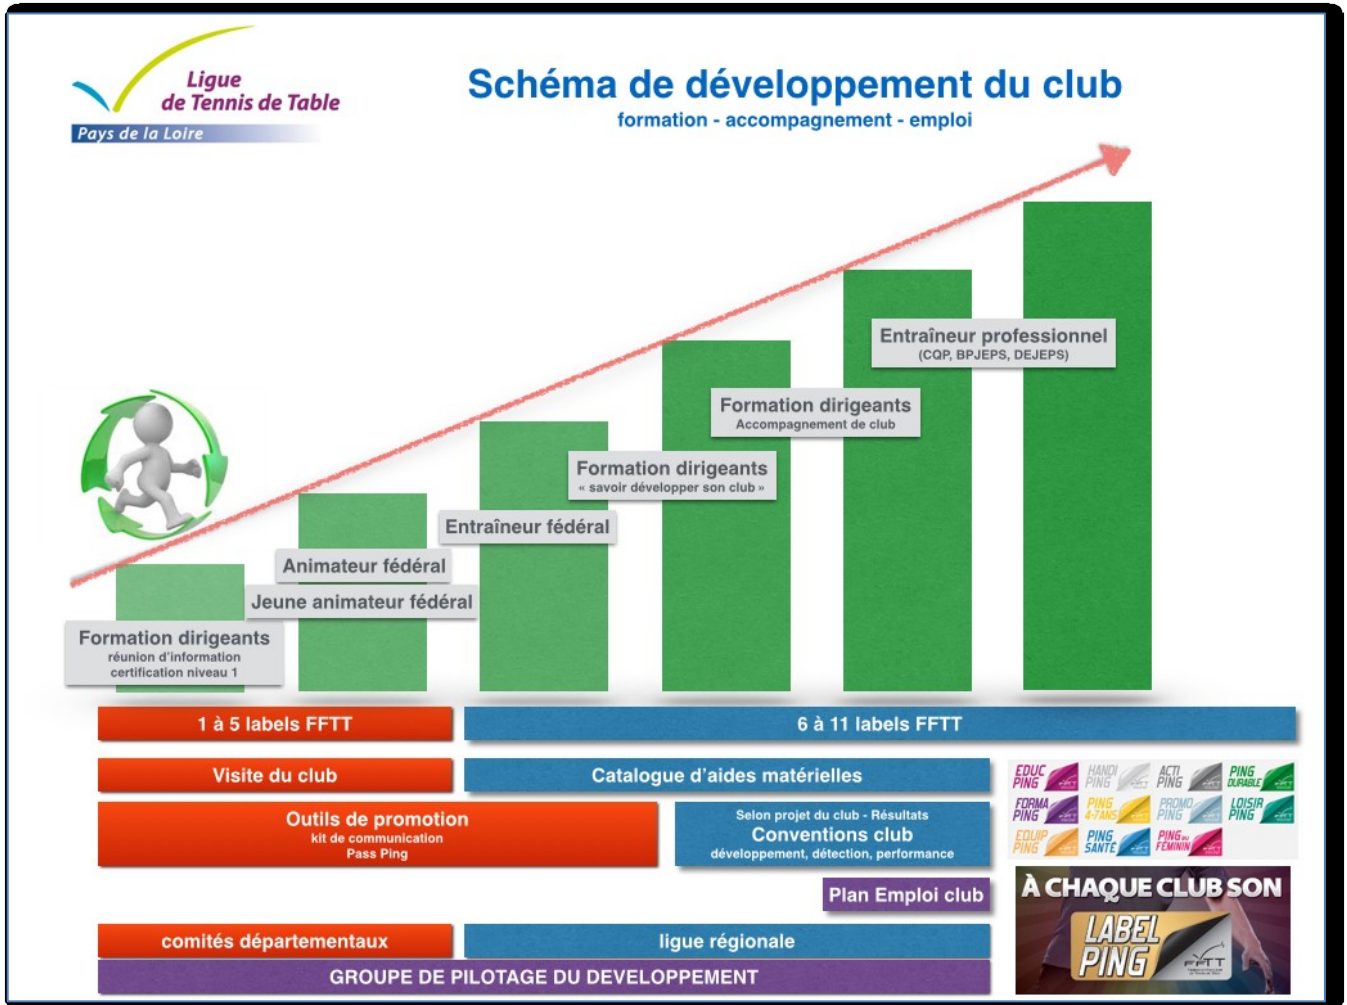 Ligue
de Tennis de Table
Pays de la Loire
Schéma de développement du club
formation - accompagnement - emploi
Entraîneur professionnel
(CQP, BPJEPS, DEJEPS)
Formation dirigeants
Accompagnement de club
Formation dirigeants
« savoir développer son club »
Entraîneur fédéral
Animateur fédéral
Jeune animateur fédéral
Formation dirigeants
réunion d'information
certification niveau 1
1 à 5 labels FFTT
6 à 11 labels FFTT
Visite du club
Catalogue d'aides matérielles
Outils de promotion
kit de communication
Pass Ping
Selon projet du club - Résultats
Conventions club
développement, détection, performance
Plan Emploi club
comités départementaux
ligue régionale
GROUPE DE PILOTAGE DU DEVELOPPEMENT
EDUC PING
HANDI PING
ACTI PING
PING DURABLE
FORMA PING
PING 4-7ANS
PROMO PING
LOISIR PING
EQUIP PING
PING SANTÉ
PING AU FÉMININ
À CHAQUE CLUB SON
LABEL
PING
FFTT